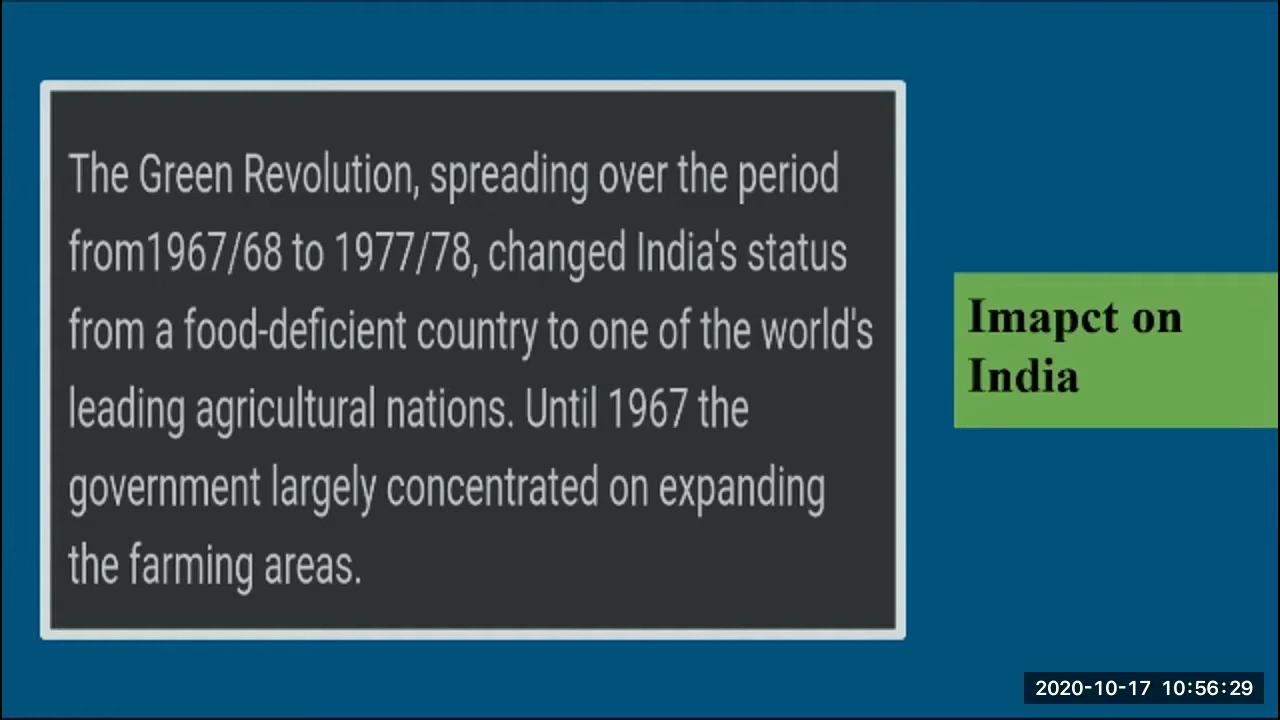 The Green Revolution, spreading over the period
from1967/68 to 1977/78, changed India's status
from a food-deficient country to one of the world's
leading agricultural nations. Until 1967 the
government largely concentrated on expanding
the farming areas.
Imapct on
India
2020-10-17 10:56:29